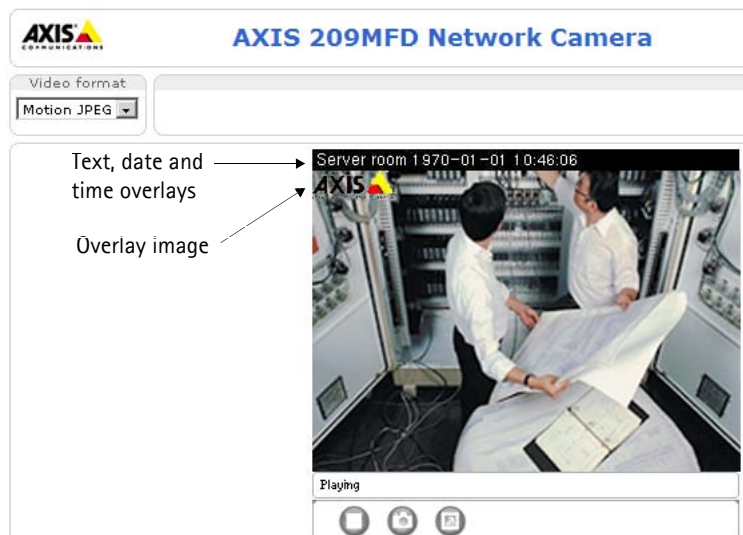 AXIS
COMMUNICATIONS
AXIS 209MFD Network Camera
Video format
Motion JPEG
Text, date and
time overlays
Overlay image
Server room 1970-01-01 10:46:06
AXIS
Playing